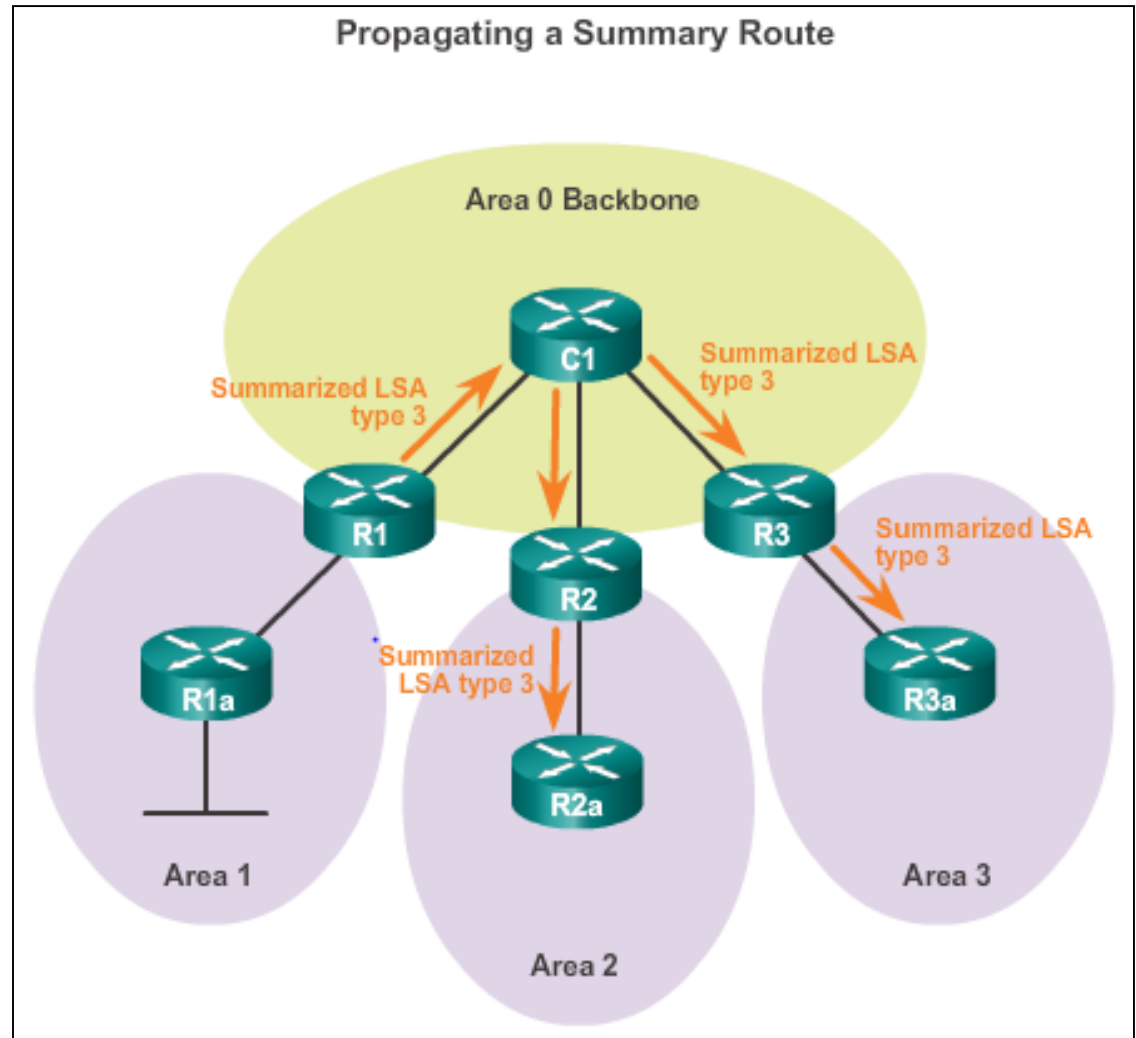 Propagating a Summary Route
Area 0 Backbone
C1
Summarized LSA
type 3
Summarized LSA
type 3
R1
R3
Summarized LSA
type 3
R2
R1a
Summarized
LSA type 3
R3a
R2a
Area 1
Area 3
Area 2